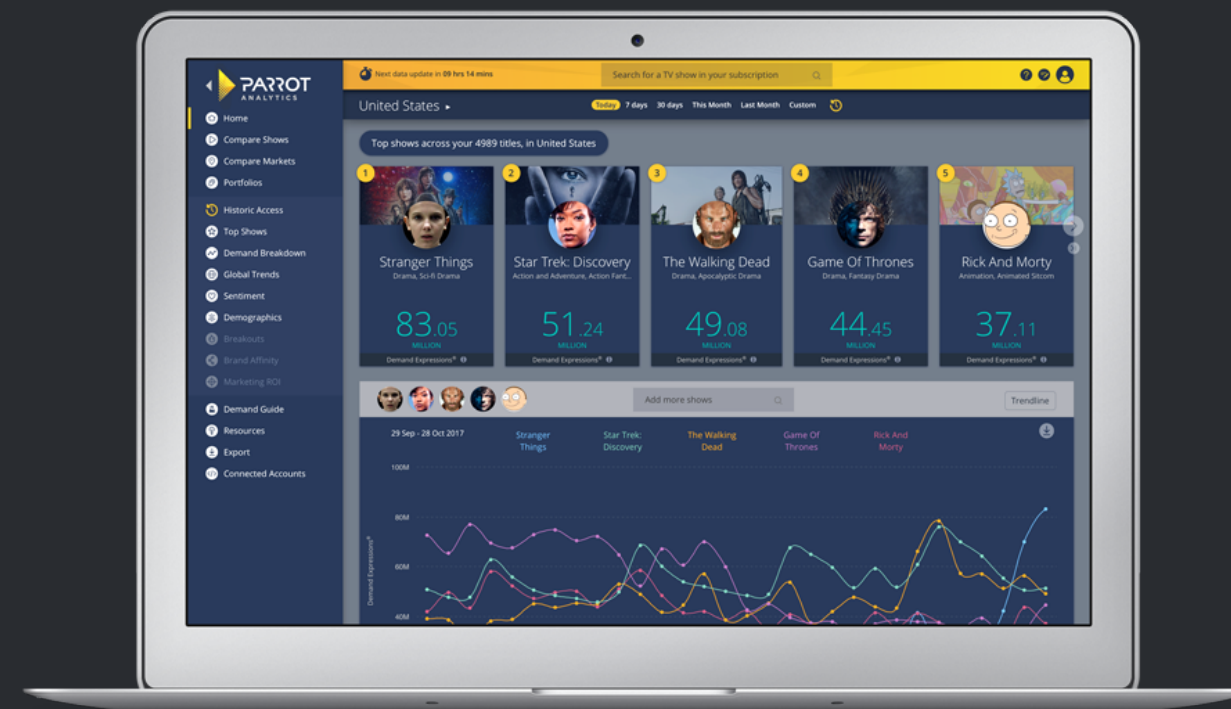 PARROT
ANALYTICS
Next data update in 09 hrs 14 mins
Search for a TV show in your subscription
Home
Compare Shows
Compare Markets
Portfolios
Historic Access
Top Shows
Demand Breakdown
Global Trends
Sentiment
Demographics
Breakouts
Brand Affinity
Marketing ROI
Demand Guide
Resources
Export
Connected Accounts
United States
Today 7 days 30 days This Month Last Month Custom
Top shows across your 4989 titles, in United States
1
Stranger Things
Drama, Sci-fi Drama
83.05
MILLION
Demand Expressions®
2
Star Trek: Discovery
Action and Adventure, Action Fant...
51.24
MILLION
Demand Expressions®
3
The Walking Dead
Drama, Apocalyptic Drama
49.08
MILLION
Demand Expressions®
4
Game Of Thrones
Drama, Fantasy Drama
44.45
MILLION
Demand Expressions®
5
Rick And Morty
Animation, Animated Sitcom
37.11
MILLION
Demand Expressions®
Add more shows
Trendline
29 Sep - 28 Oct 2017
Stranger
Things
Star Trek:
Discovery
The Walking
Dead
Game Of
Thrones
Rick And
Morty
100M
80M
60M
40M
Demand Expressions®